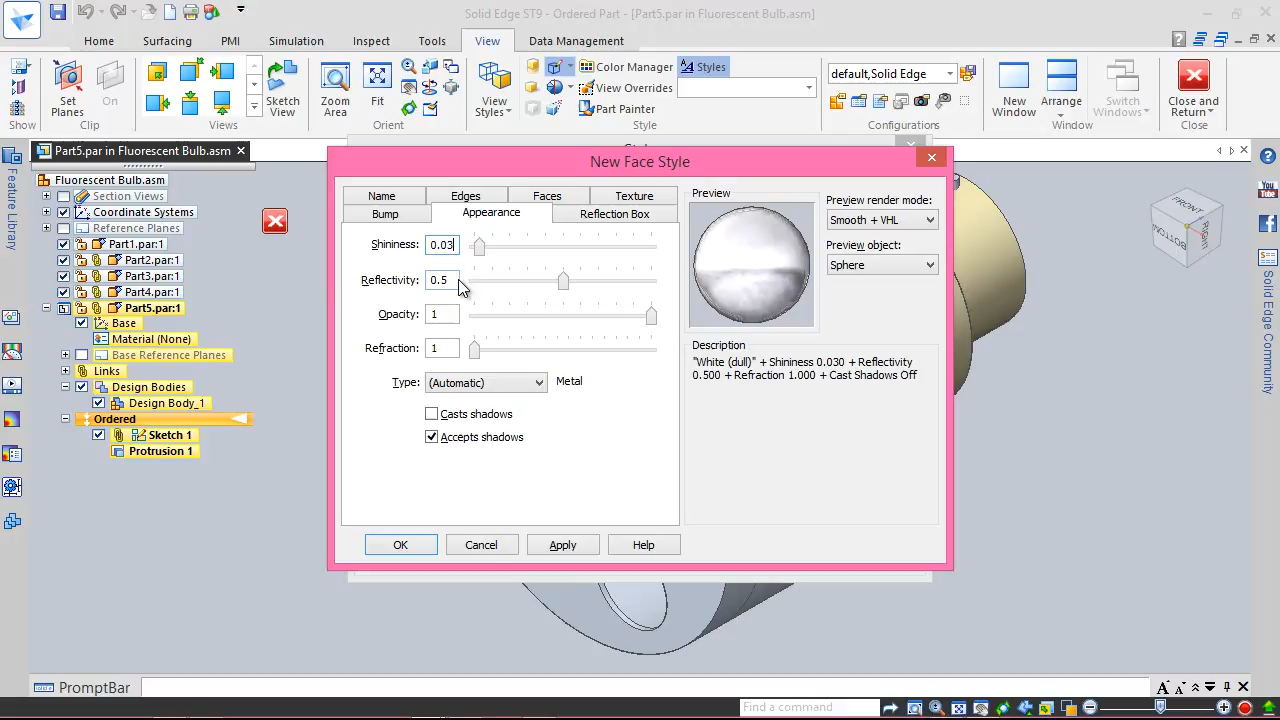 Solid Edge ST9 - Ordered Part - [Part5.par in Fluorescent Bulb.asm]
Home
Surfacing
PMI
Simulation
Inspect
Tools
View
Data Management
Set Planes
On
Sketch View
Zoom Area
Fit
View Styles
Color Manager
Styles
View Overrides
Part Painter
default,Solid Edge
New Window
Arrange
Switch Windows
Close and Return
Show
Clip
Views
Orient
Style
Configurations
Window
Close
Part5.par in Fluorescent Bulb.asm
Feature Library
Fluorescent Bulb.asm
Section Views
Coordinate Systems
Reference Planes
Part1.par:1
Part2.par:1
Part3.par:1
Part4.par:1
Part5.par:1
Base
Material (None)
Base Reference Planes
Links
Design Bodies
Design Body_1
Ordered
Sketch 1
Protrusion 1
New Face Style
Name
Edges
Faces
Texture
Bump
Appearance
Reflection Box
Shininess: 0.03
Reflectivity: 0.5
Opacity: 1
Refraction: 1
Type: (Automatic) Metal
Casts shadows
Accepts shadows
Preview
Preview render mode:
Smooth + VHL
Preview object:
Sphere
Description
"White (dull)" + Shininess 0.030 + Reflectivity
0.500 + Refraction 1.000 + Cast Shadows Off
OK
Cancel
Apply
Help
FRONT
BOTTOM
You Tube
Solid Edge Community
PromptBar
Find a command